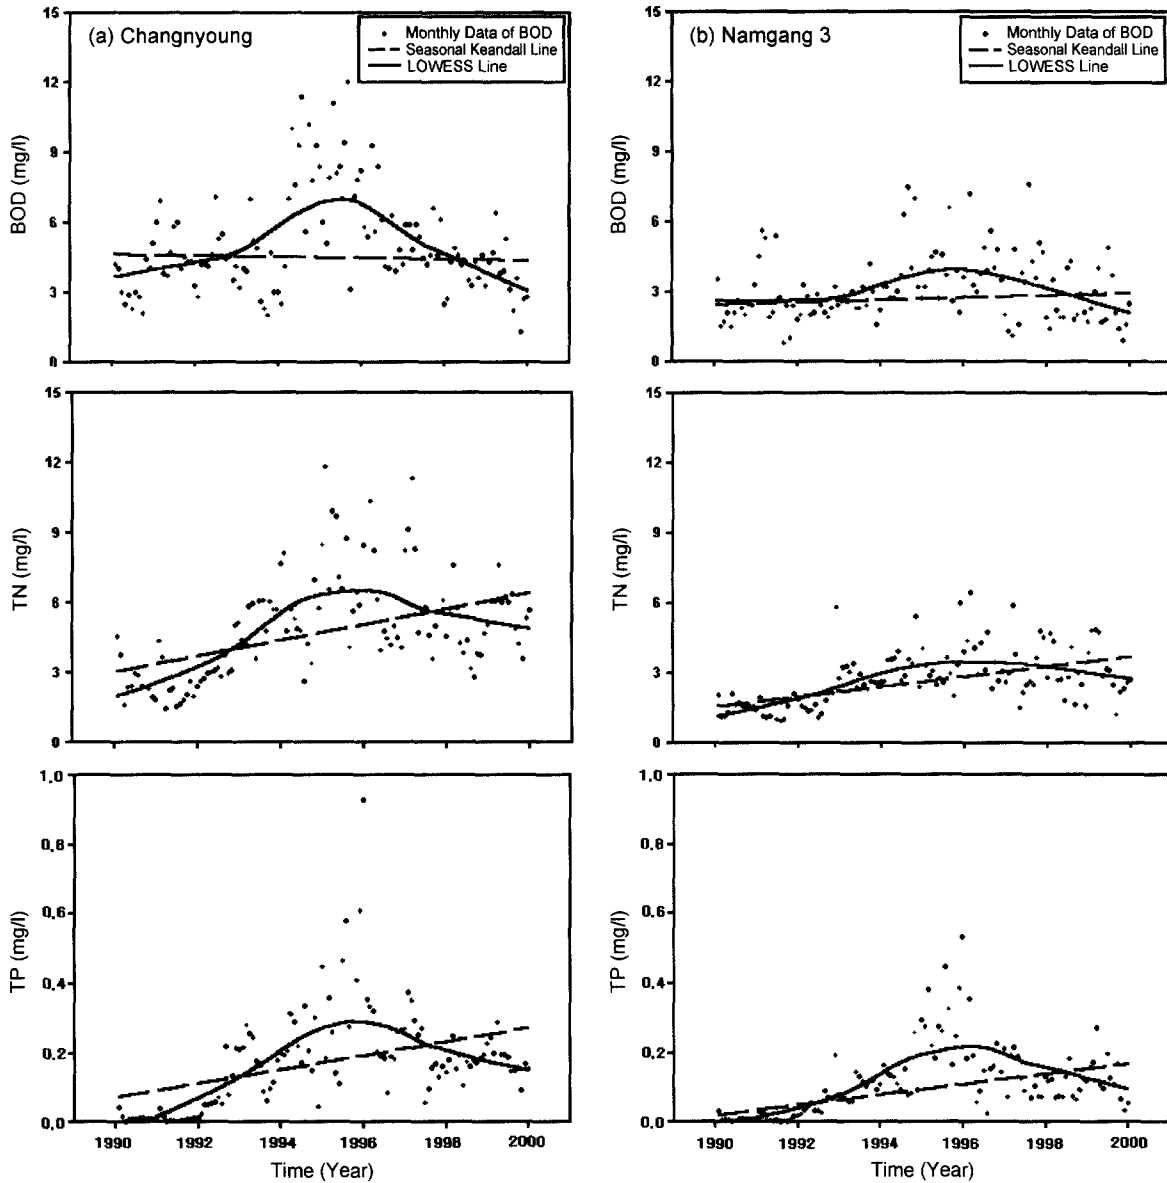 (a) Changnyoung
Monthly Data of BOD
Seasonal Keandall Line
LOWESS Line
15
12
9
6
3
0
BOD (mg/l)
(b) Namgang 3
Monthly Data of BOD
Seasonal Keandall Line
LOWESS Line
15
12
9
6
3
0
BOD (mg/l)
15
12
9
6
3
0
TN (mg/l)
15
12
9
6
3
0
TN (mg/l)
1.0
0.8
0.6
0.4
0.2
0.0
TP (mg/l)
1990 1992 1994 1996 1998 2000
Time (Year)
1.0
0.8
0.6
0.4
0.2
0.0
TP (mg/l)
1990 1992 1994 1996 1998 2000
Time (Year)